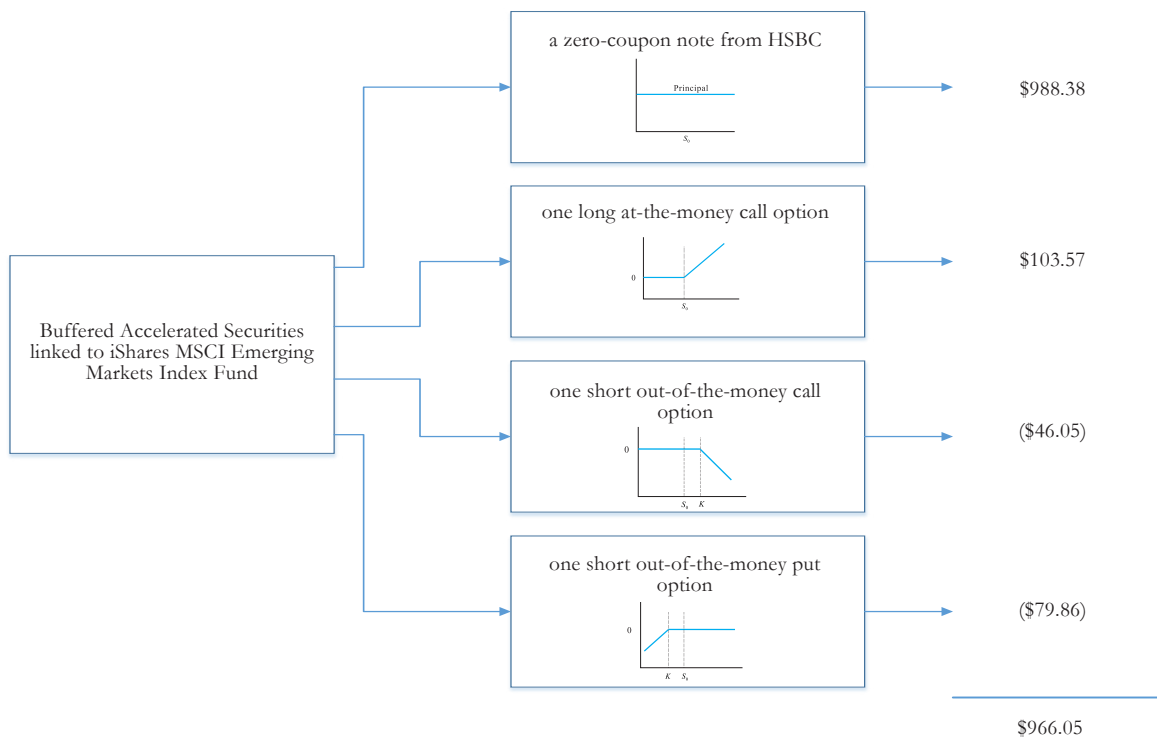 a zero-coupon note from HSBC
Principal
S₀
$988.38
one long at-the-money call option
0
S₀
$103.57
Buffered Accelerated Securities
linked to iShares MSCI Emerging
Markets Index Fund
one short out-of-the-money call
option
0
S₀ K
($46.05)
one short out-of-the-money put
option
0
K S₀
($79.86)
$966.05